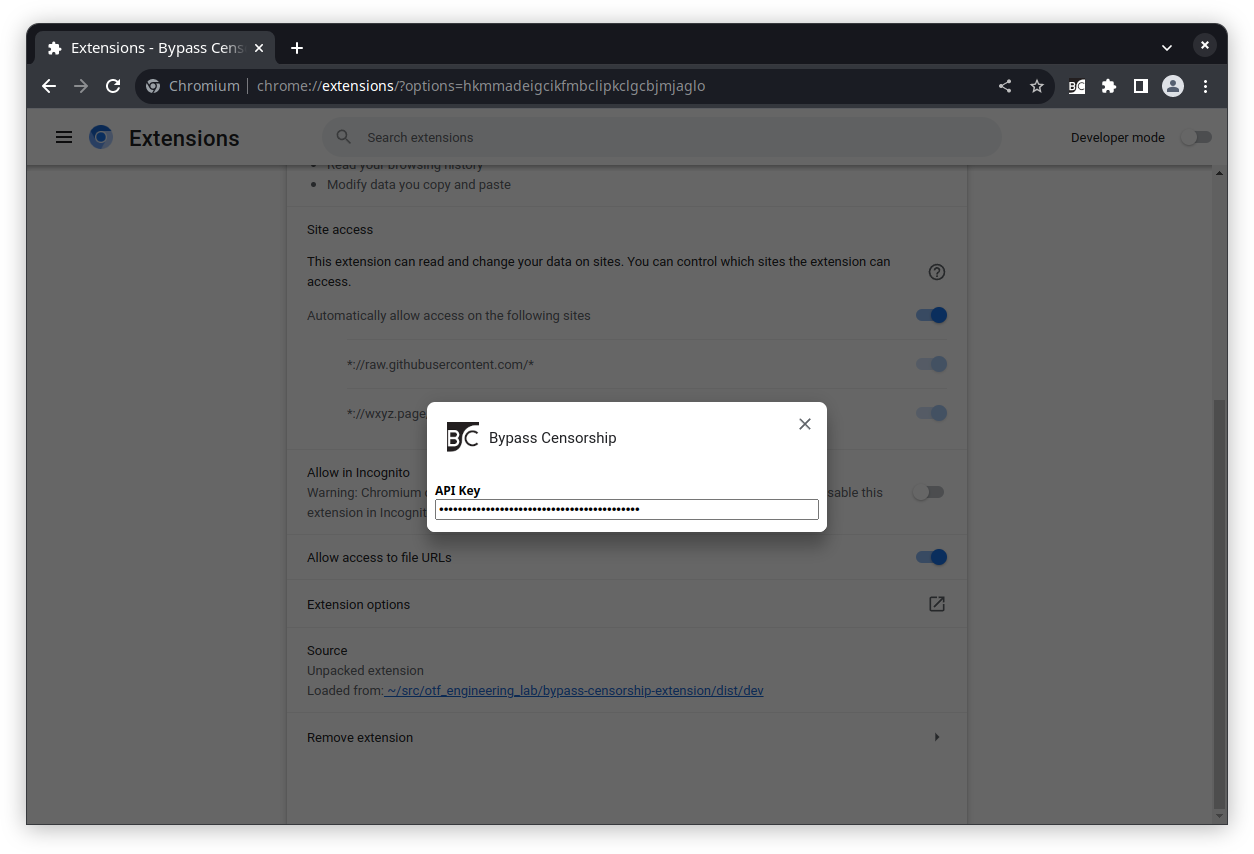 Extensions - Bypass Cens
Chromium chrome://extensions/?options=hkmmadeigcikfmbclipkclgcbjmjaglo
BC
Extensions
Search extensions
Developer mode
Read your browsing history
Modify data you copy and paste
Site access
This extension can read and change your data on sites. You can control which sites the extension can
access.
Automatically allow access on the following sites
*://raw.githubusercontent.com/*
*://wxyz.page
BC Bypass Censorship
API Key
••••••••••••••••••••••••••••••••••••••••••••
Allow in Incognito
Warning: Chromium sable this
extension in Incognit
Allow access to file URLs
Extension options
Source
Unpacked extension
Loaded from: ~/src/otf_engineering_lab/bypass-censorship-extension/dist/dev
Remove extension